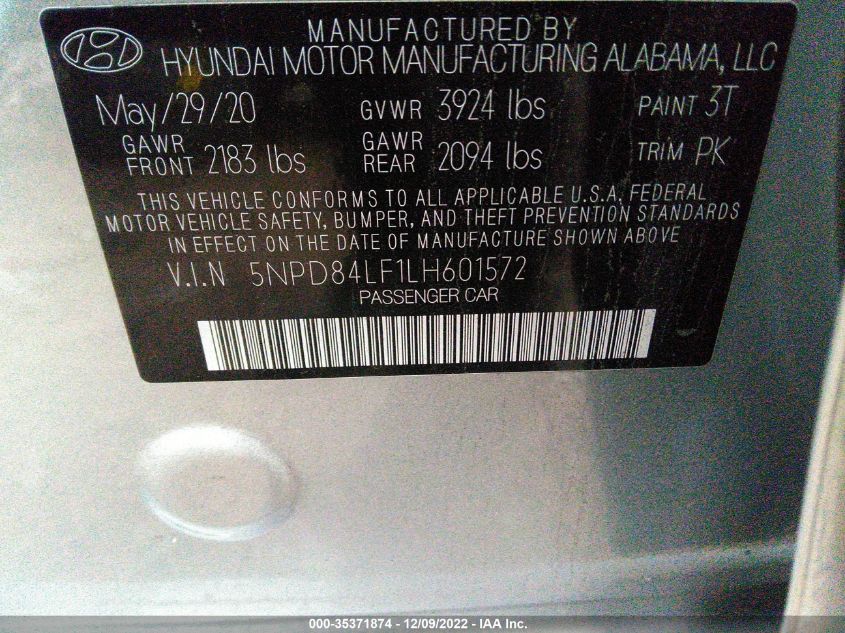 MANUFACTURED BY
HYUNDAI MOTOR MANUFACTURING ALABAMA, LLC
May/29/20 GVWR 3924 lbs PAINT 3T
GAWR FRONT 2183 lbs GAWR REAR 2094 lbs TRIM PK
THIS VEHICLE CONFORMS TO ALL APPLICABLE U.S.A. FEDERAL
MOTOR VEHICLE SAFETY, BUMPER, AND THEFT PREVENTION STANDARDS
IN EFFECT ON THE DATE OF MANUFACTURE SHOWN ABOVE
V.I.N 5NPD84LF1LH601572
PASSENGER CAR
000-35371874 - 12/09/2022 - IAA Inc.